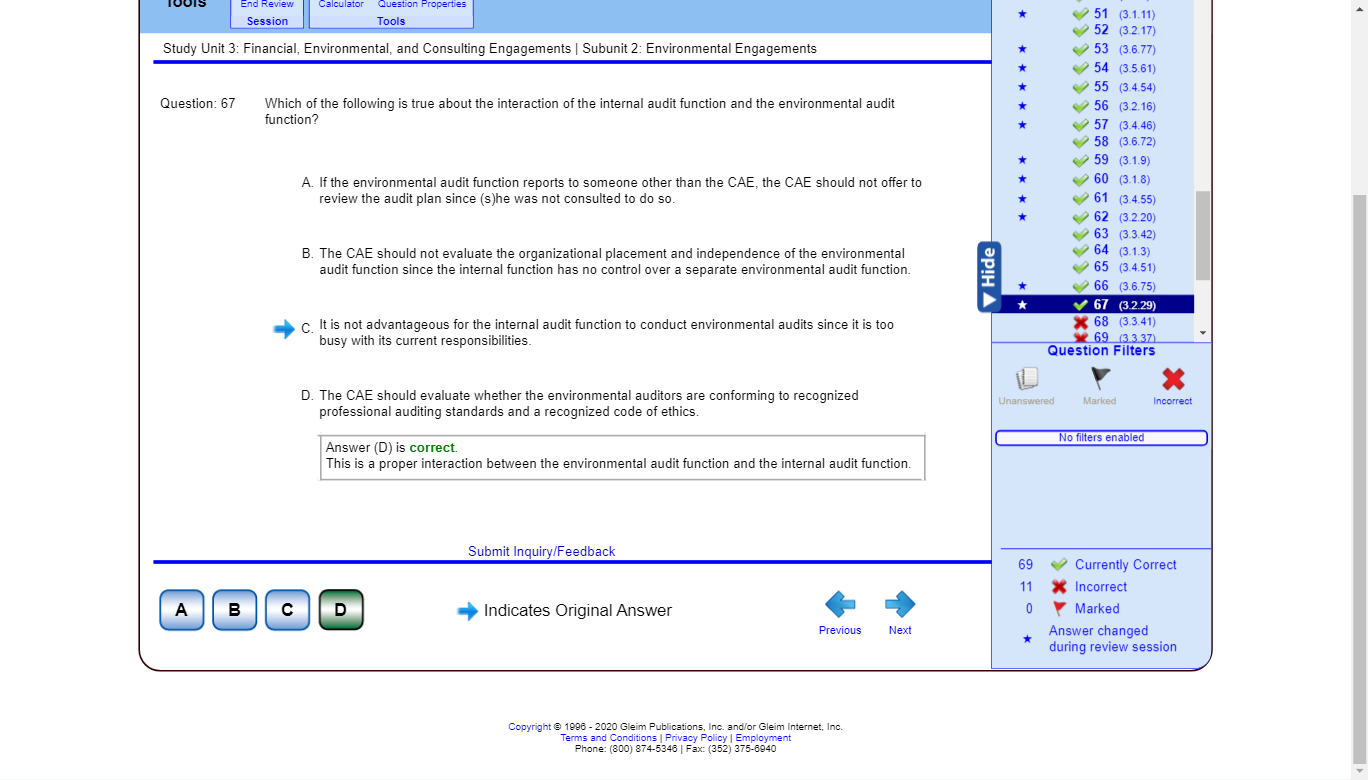 Tools
End Review
Session
Calculator Question Properties
Tools
Study Unit 3: Financial, Environmental, and Consulting Engagements | Subunit 2: Environmental Engagements
Question: 67
Which of the following is true about the interaction of the internal audit function and the environmental audit
function?
A. If the environmental audit function reports to someone other than the CAE, the CAE should not offer to
review the audit plan since (s)he was not consulted to do so.
B. The CAE should not evaluate the organizational placement and independence of the environmental
audit function since the internal function has no control over a separate environmental audit function.
C. It is not advantageous for the internal audit function to conduct environmental audits since it is too
busy with its current responsibilities.
D. The CAE should evaluate whether the environmental auditors are conforming to recognized
professional auditing standards and a recognized code of ethics.
Answer (D) is correct.
This is a proper interaction between the environmental audit function and the internal audit function.
Submit Inquiry/Feedback
A B C D
Indicates Original Answer
Previous
Next
Hide
51 (3.1.11)
52 (3.2.17)
53 (3.6.77)
54 (3.5.61)
55 (3.4.54)
56 (3.2.16)
57 (3.4.46)
58 (3.6.72)
59 (3.1.9)
60 (3.1.8)
61 (3.4.55)
62 (3.2.20)
63 (3.3.42)
64 (3.1.3)
65 (3.4.51)
66 (3.6.75)
67 (3.2.29)
68 (3.3.41)
69 (3.3.37)
Question Filters
Unanswered
Marked
Incorrect
No filters enabled
69 Currently Correct
11 Incorrect
0 Marked
Answer changed
during review session
Copyright © 1996 - 2020 Gleim Publications, Inc. and/or Gleim Internet, Inc.
Terms and Conditions | Privacy Policy | Employment
Phone: (800) 874-5346 | Fax: (352) 375-6940